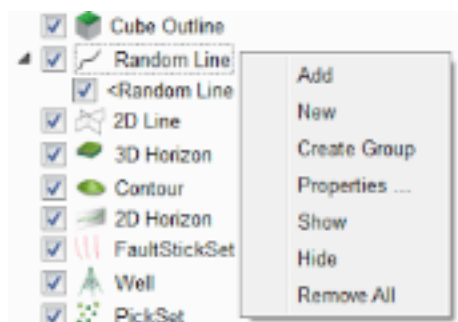 Cube Outline
Random Line
<Random Line
2D Line
3D Horizon
Contour
2D Horizon
FaultStickSet
Well
PickSet
Add
New
Create Group
Properties ....
Show
Hide
Remove All